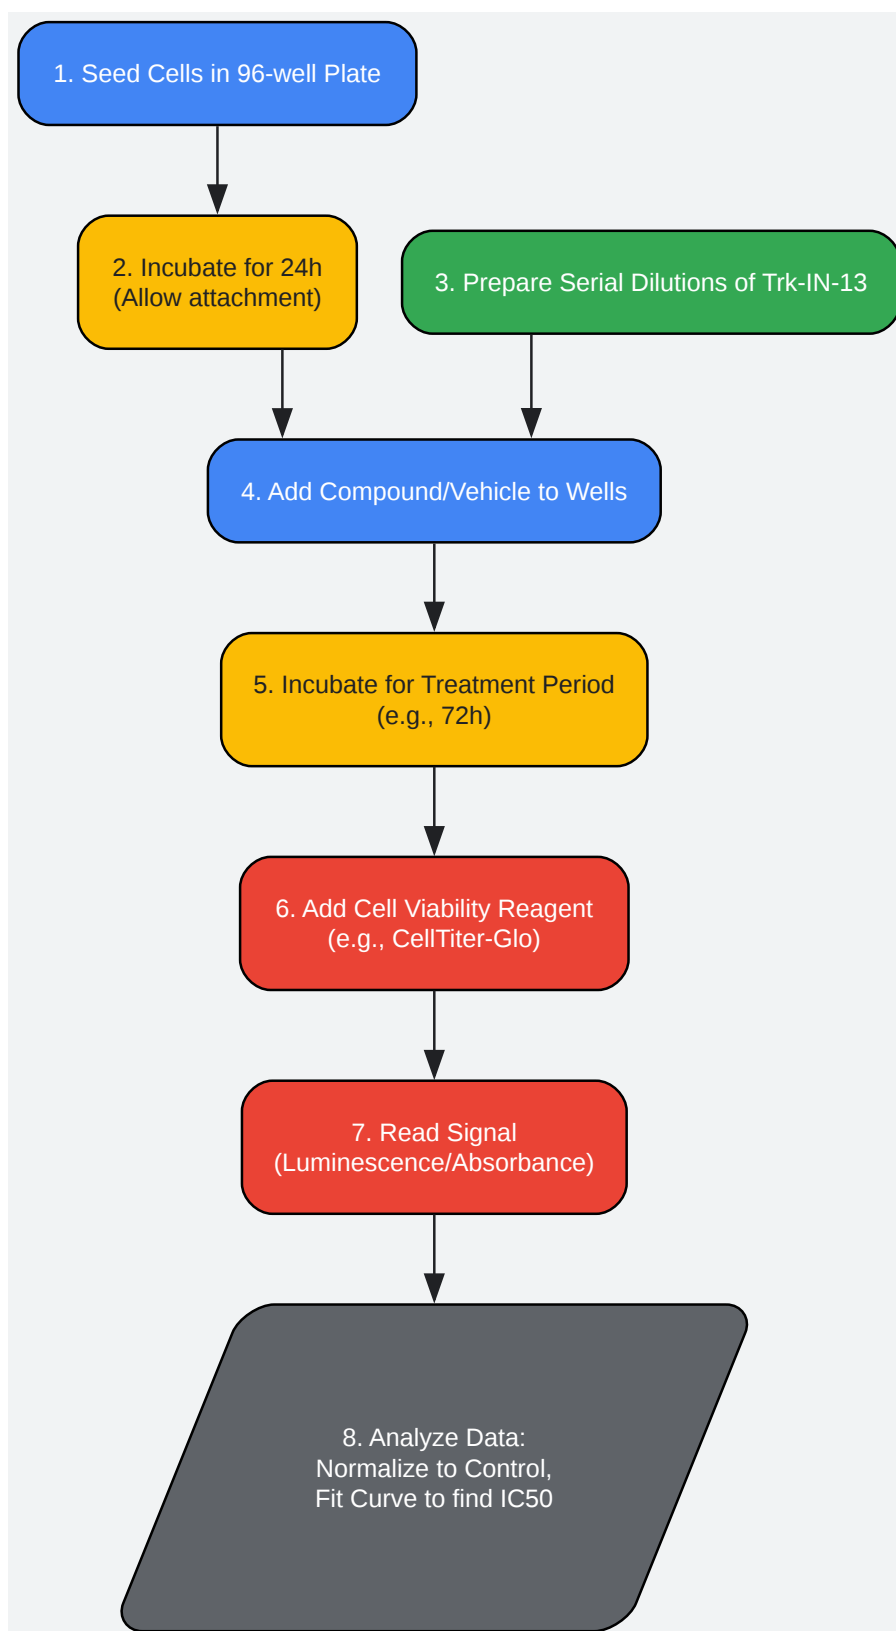 1. Seed Cells in 96-well Plate
2. Incubate for 24h
(Allow attachment)
3. Prepare Serial Dilutions of Trk-IN-13
4. Add Compound/Vehicle to Wells
5. Incubate for Treatment Period
(e.g., 72h)
6. Add Cell Viability Reagent
(e.g., CellTiter-Glo)
7. Read Signal
(Luminescence/Absorbance)
8. Analyze Data:
Normalize to Control,
Fit Curve to find IC50